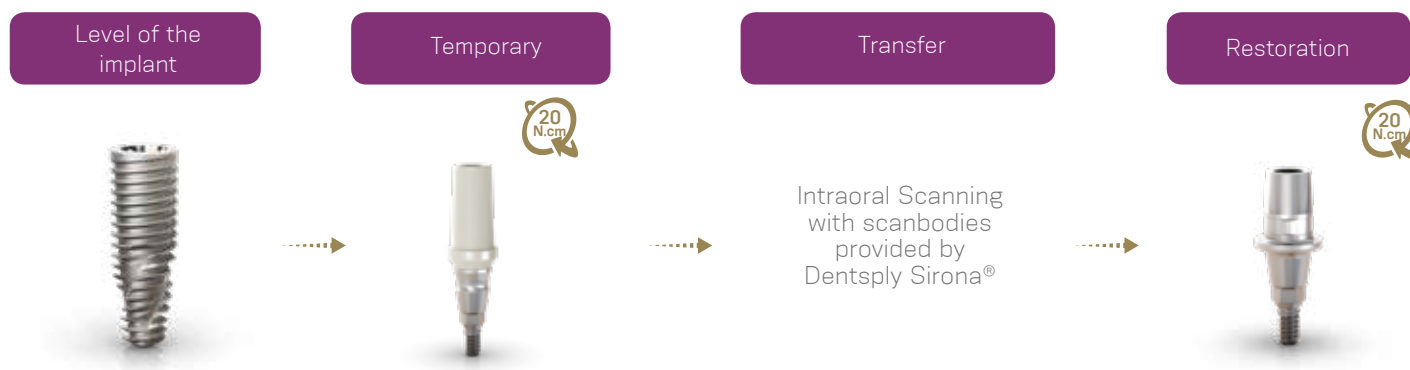 Level of the
implant
Temporary
Transfer
Restoration
20
N.cm
20
N.cm
Intraoral Scanning
with scanbodies
provided by
Dentsply Sirona®